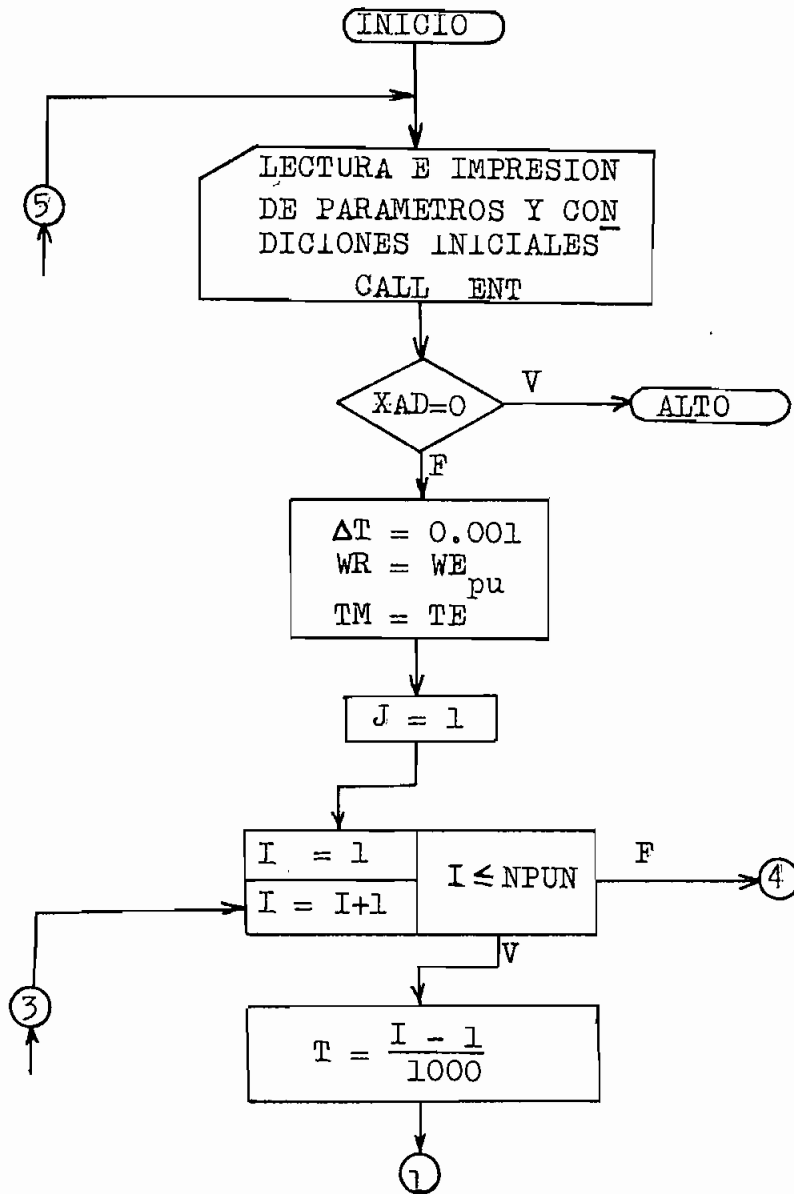 INICIO
5
LECTURA E IMPRESION
DE PARAMETROS Y CON
DICIONES INICIALES
CALL ENT
XAD=0
V
ALTO
F
ΔT = 0.001
WR = WE pu
TM = TE
J = 1
I = 1
I = I+1
I ≤ NPUN
F
4
V
3
T = I - 1
1000
1